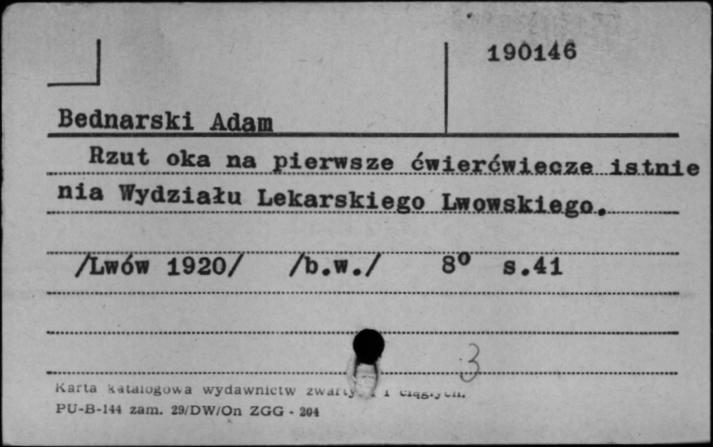 190146
Bednarski Adam
Rzut oka na pierwsze ćwierćwiecze istnie
nia Wydziału Lekarskiego Lwowskiego.
/Lwów 1920/ /b.w./ 8° s.41
3
Karta katalogowa wydawnictw i ciągłych.
PU-B-144 zam. 29/DW/On ZGG - 204